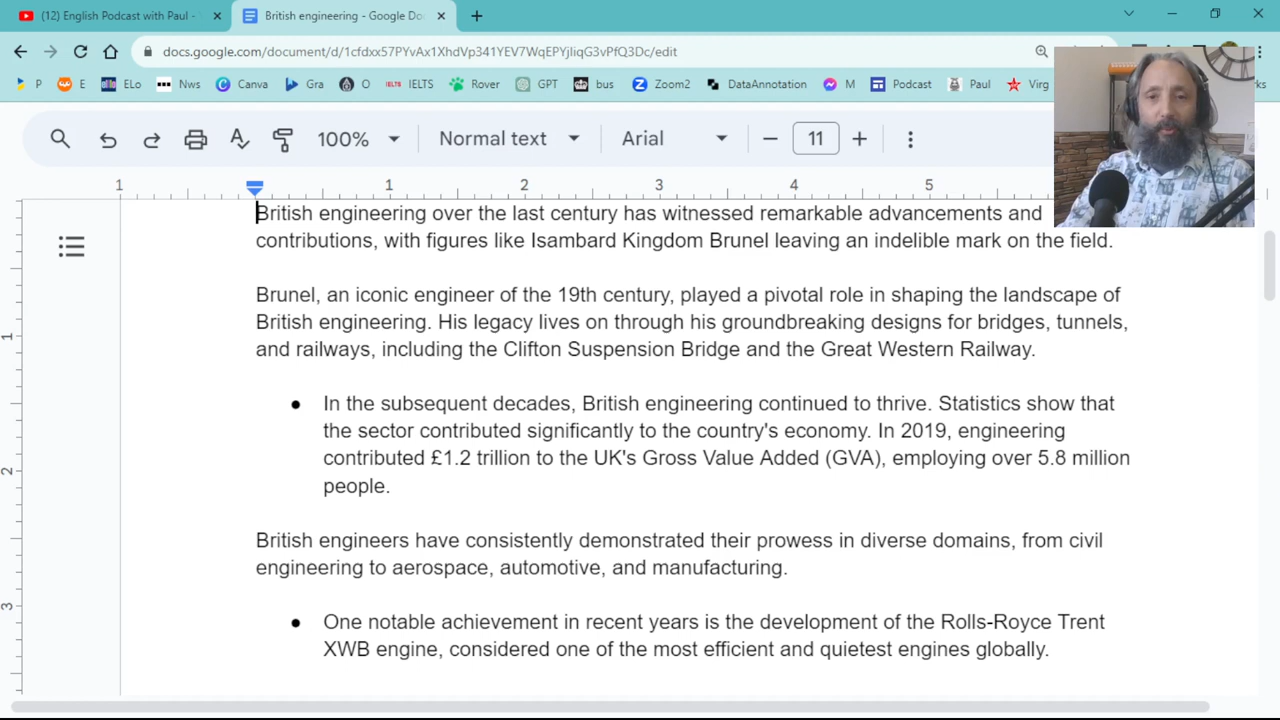 (12) English Podcast with Paul -
British engineering - Google Do
docs.google.com/document/d/1cfdxx57PYvAx1XhdVp341YEV7WqEPYjIiqG3vPfQ3Dc/edit
P E ELo Nws Canva Gra O IELTS Rover GPT bus Zoom2 DataAnnotation M Podcast Paul Virg
100% Normal text Arial 11
1 1 2 3 4 5
British engineering over the last century has witnessed remarkable advancements and
contributions, with figures like Isambard Kingdom Brunel leaving an indelible mark on the field.
Brunel, an iconic engineer of the 19th century, played a pivotal role in shaping the landscape of
British engineering. His legacy lives on through his groundbreaking designs for bridges, tunnels,
and railways, including the Clifton Suspension Bridge and the Great Western Railway.
● In the subsequent decades, British engineering continued to thrive. Statistics show that
the sector contributed significantly to the country's economy. In 2019, engineering
contributed £1.2 trillion to the UK's Gross Value Added (GVA), employing over 5.8 million
people.
British engineers have consistently demonstrated their prowess in diverse domains, from civil
engineering to aerospace, automotive, and manufacturing.
● One notable achievement in recent years is the development of the Rolls-Royce Trent
XWB engine, considered one of the most efficient and quietest engines globally.
1
2
3